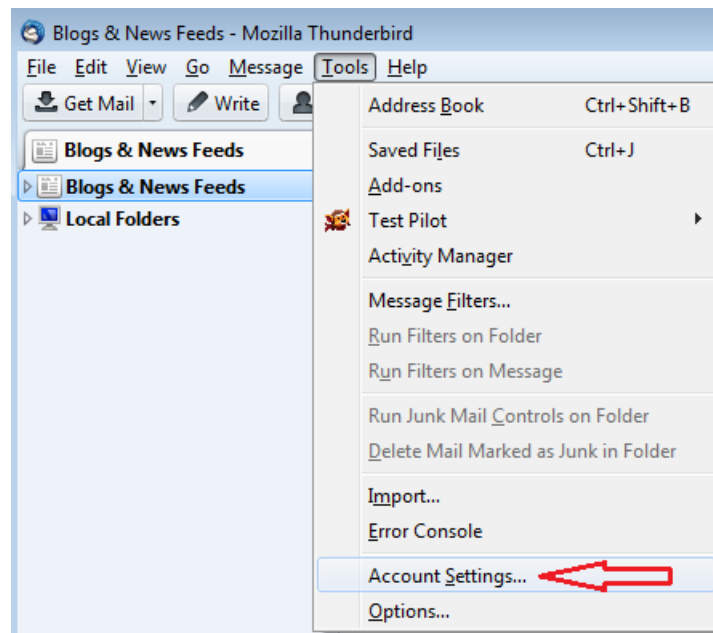 Blogs & News Feeds - Mozilla Thunderbird
File Edit View Go Message Tools Help
Get Mail Write
Blogs & News Feeds
Blogs & News Feeds
Local Folders
Address Book Ctrl+Shift+B
Saved Files Ctrl+J
Add-ons
Test Pilot
Activity Manager
Message Filters...
Run Filters on Folder
Run Filters on Message
Run Junk Mail Controls on Folder
Delete Mail Marked as Junk in Folder
Import...
Error Console
Account Settings...
Options...